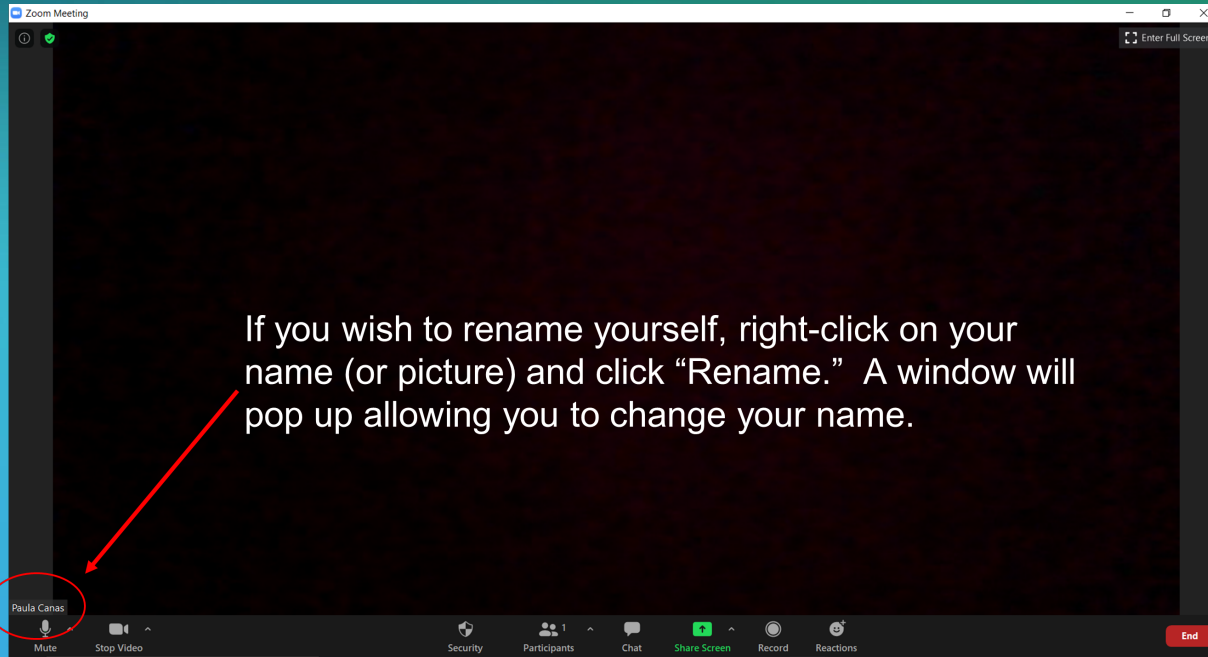 Zoom Meeting
Enter Full Screen
If you wish to rename yourself, right-click on your
name (or picture) and click “Rename.”  A window will
pop up allowing you to change your name.
Paula Canas
1
Mute
Stop Video
Security
Participants
Chat
Share Screen
Record
Reactions
End